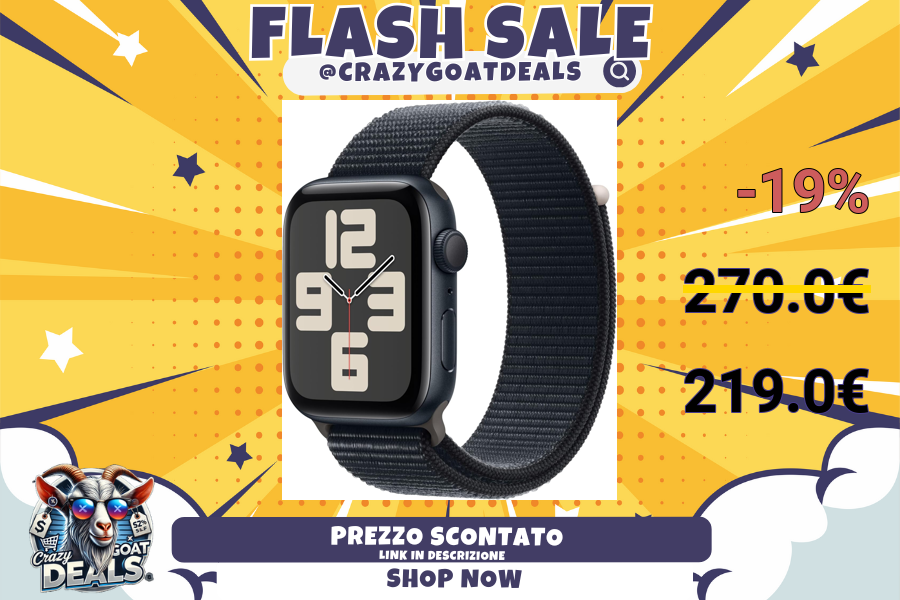 FLASH SALE
@CRAZYGOATDEALS
-19%
270.0€
219.0€
12
9 3
6
$
52%
Crazy
GOAT
DEALS
PREZZO SCONTATO
LINK IN DESCRIZIONE
SHOP NOW